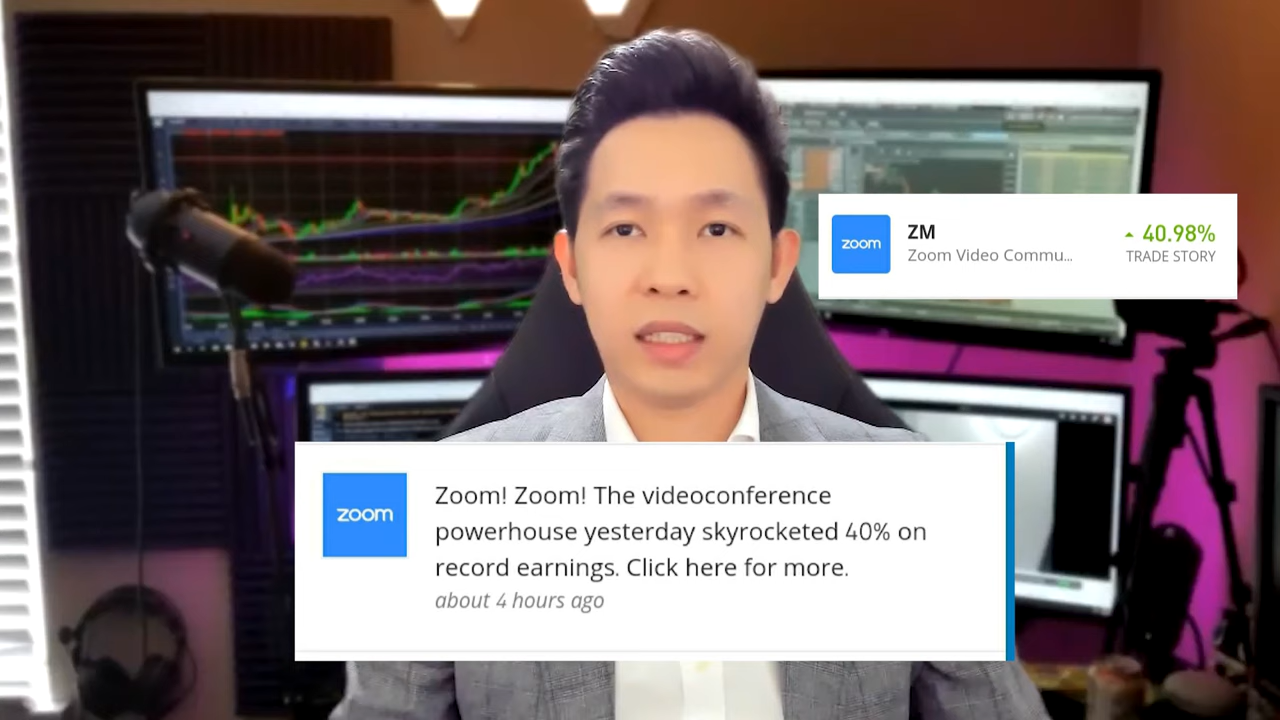 zoom
ZM
40.98%
Zoom Video Commu...
TRADE STORY
zoom
Zoom! Zoom! The videoconference
powerhouse yesterday skyrocketed 40% on
record earnings. Click here for more.
about 4 hours ago